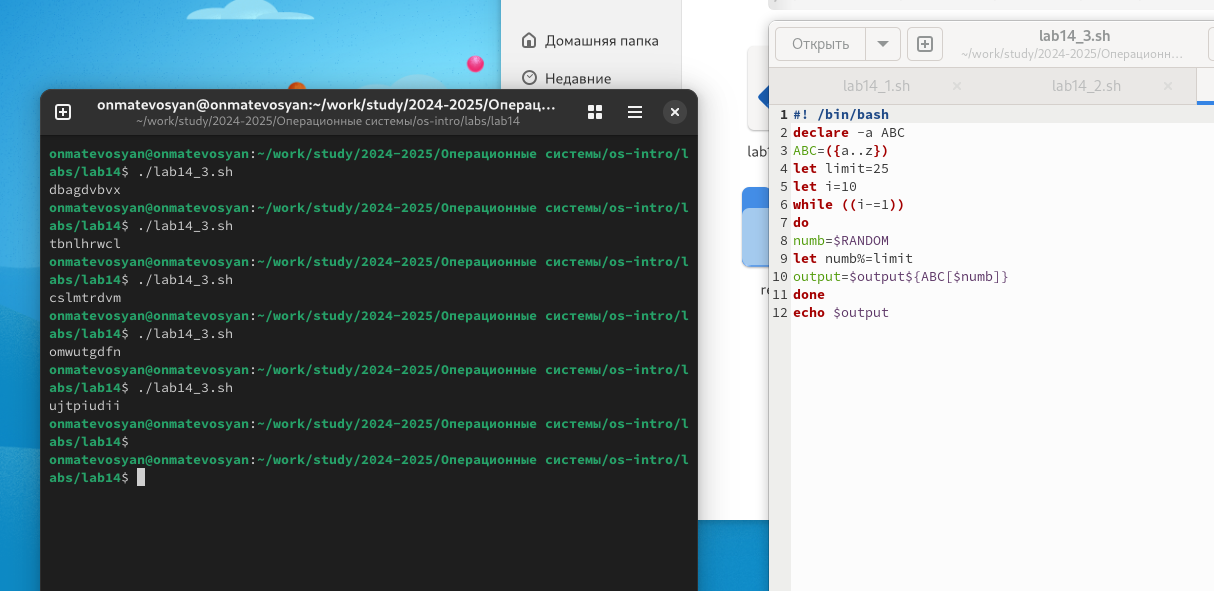 Домашняя папка
Недавние
onmatevosyan@onmatevosyan:~/work/study/2024-2025/Операц…
~/work/study/2024-2025/Операционные системы/os-intro/labs/lab14
onmatevosyan@onmatevosyan:~/work/study/2024-2025/Операционные системы/os-intro/l
abs/lab14$ ./lab14_3.sh
dbagdvbvx
onmatevosyan@onmatevosyan:~/work/study/2024-2025/Операционные системы/os-intro/l
abs/lab14$ ./lab14_3.sh
tbnlhrwcl
onmatevosyan@onmatevosyan:~/work/study/2024-2025/Операционные системы/os-intro/l
abs/lab14$ ./lab14_3.sh
cslmtrdvm
onmatevosyan@onmatevosyan:~/work/study/2024-2025/Операционные системы/os-intro/l
abs/lab14$ ./lab14_3.sh
omwutgdfn
onmatevosyan@onmatevosyan:~/work/study/2024-2025/Операционные системы/os-intro/l
abs/lab14$ ./lab14_3.sh
ujtpiudii
onmatevosyan@onmatevosyan:~/work/study/2024-2025/Операционные системы/os-intro/l
abs/lab14$
onmatevosyan@onmatevosyan:~/work/study/2024-2025/Операционные системы/os-intro/l
abs/lab14$
Открыть
lab14_3.sh
~/work/study/2024-2025/Операционн…
lab14_1.sh × lab14_2.sh ×
1 #! /bin/bash
2 declare -a ABC
3 ABC=({a..z})
4 let limit=25
5 let i=10
6 while ((i-=1))
7 do
8 numb=$RANDOM
9 let numb%=limit
10 output=$output${ABC[$numb]}
11 done
12 echo $output